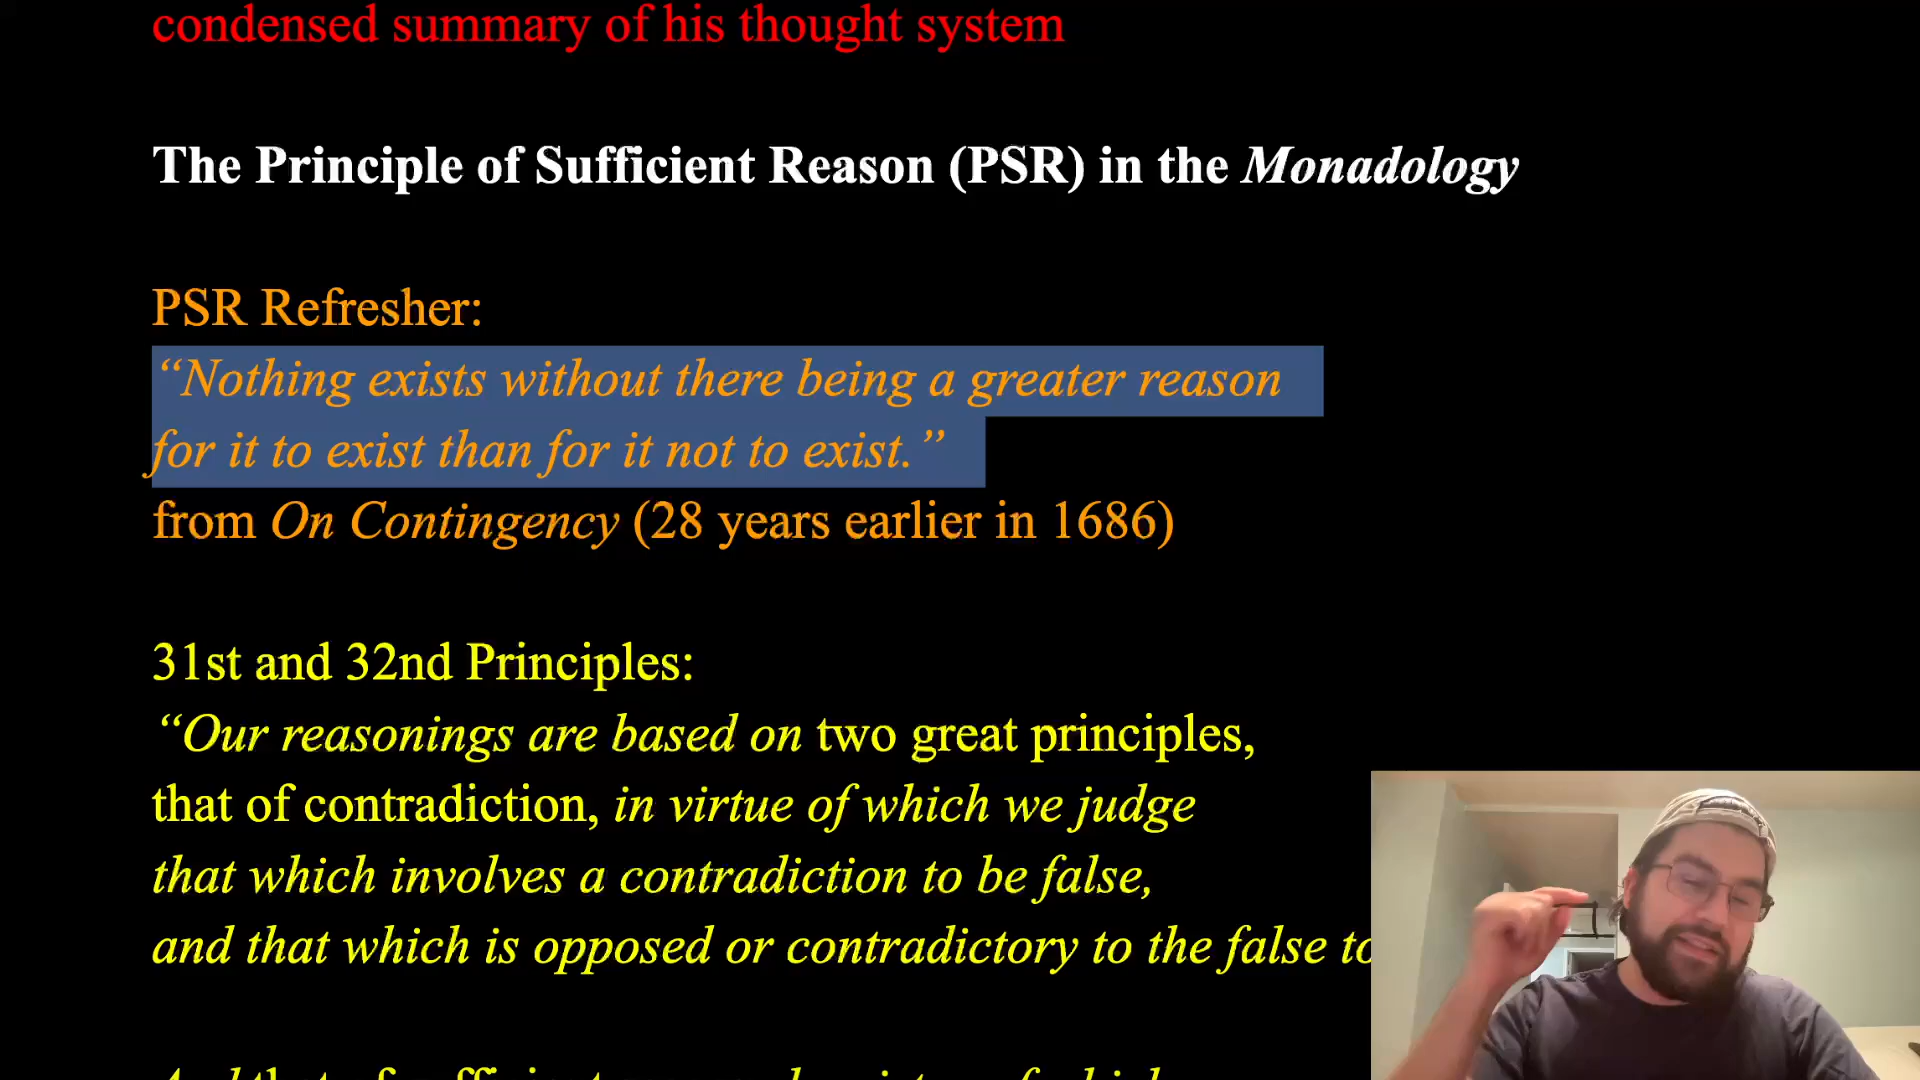 condensed summary of his thought system
The Principle of Sufficient Reason (PSR) in the Monadology
PSR Refresher:
“Nothing exists without there being a greater reason
for it to exist than for it not to exist.”
from On Contingency (28 years earlier in 1686)
31st and 32nd Principles:
“Our reasonings are based on two great principles,
that of contradiction, in virtue of which we judge
that which involves a contradiction to be false,
and that which is opposed or contradictory to the false to